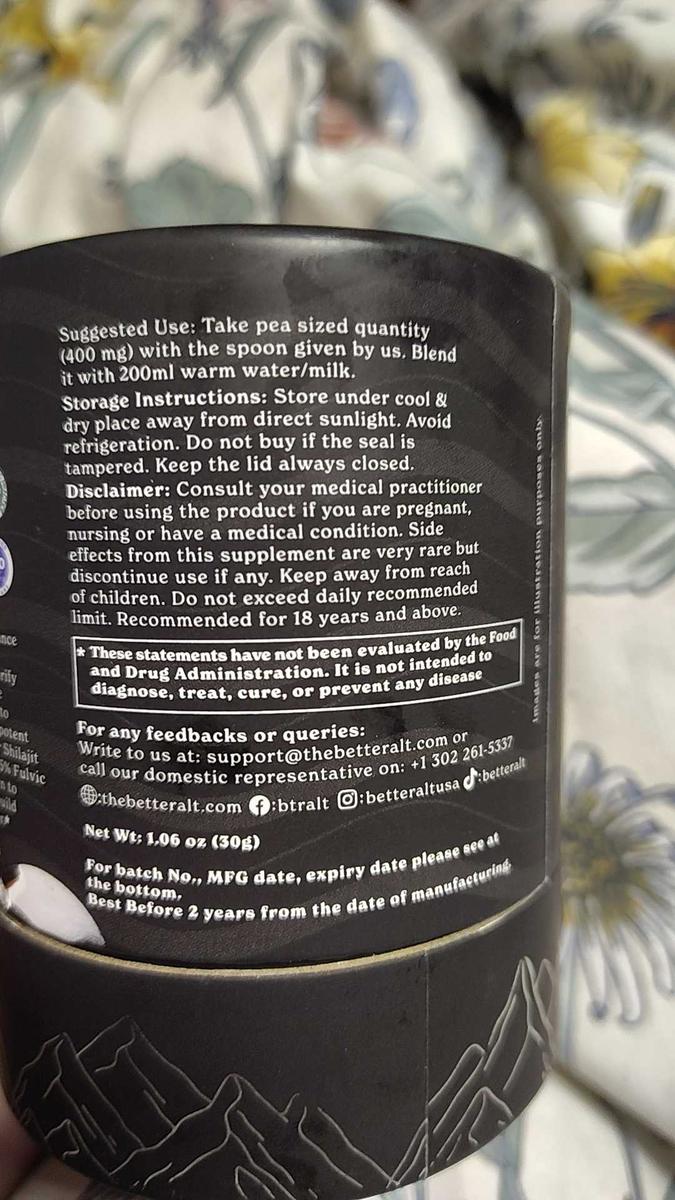 Suggested Use: Take pea sized quantity
(400 mg) with the spoon given by us. Blend
it with 200ml warm water/milk.
Storage Instructions: Store under cool &
dry place away from direct sunlight. Avoid
refrigeration. Do not buy if the seal is
tampered. Keep the lid always closed.
Disclaimer: Consult your medical practitioner
before using the product if you are pregnant,
nursing or have a medical condition. Side
effects from this supplement are very rare but
discontinue use if any. Keep away from reach
of children. Do not exceed daily recommended
limit. Recommended for 18 years and above.
* These statements have not been evaluated by the Food
and Drug Administration. It is not intended to
diagnose, treat, cure, or prevent any disease
For any feedbacks or queries:
Write to us at: support@thebetteralt.com or
call our domestic representative on: +1 302 261-5337
:thebetteralt.com :btralt :betteraltusa :betteralt
Net Wt: 1.06 oz (30g)
For batch No., MFG date, expiry date please see at
the bottom.
Best Before 2 years from the date of manufacturing.
Images are for illustration purposes only.
to
Shilajit
% Fulvic
n to